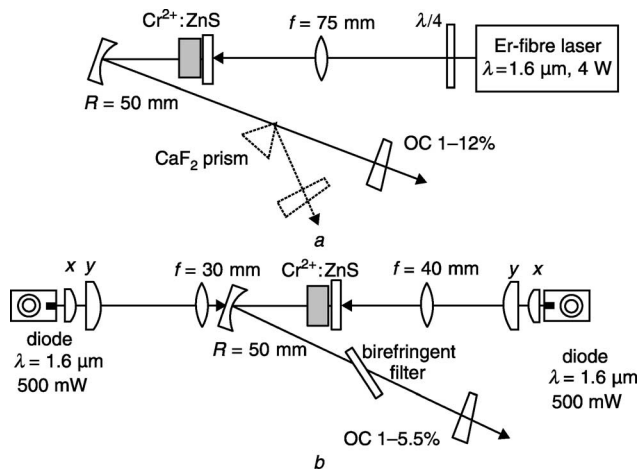 Cr²⁺:ZnS
f = 75 mm
λ/4
Er-fibre laser
λ=1.6 µm, 4 W
R = 50 mm
OC 1–12%
CaF₂ prism
a
x y
f = 30 mm
Cr²⁺:ZnS
f = 40 mm
y x
diode
λ = 1.6 µm
500 mW
R = 50 mm
birefringent
filter
diode
λ = 1.6 µm
500 mW
OC 1–5.5%
b